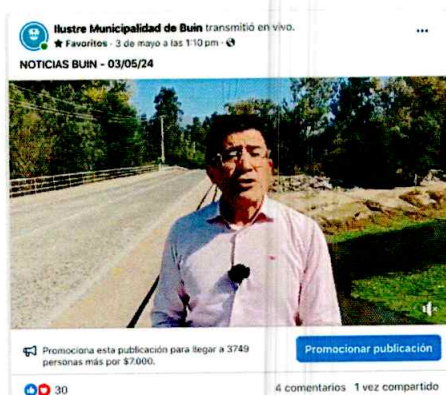 Ilustre Municipalidad de Buin transmitió en vivo.
★ Favoritos · 3 de mayo a las 1:10 pm ·
NOTICIAS BUIN - 03/05/24
Promociona esta publicación para llegar a 3749
personas más por $7.000.
Promocionar publicación
30
4 comentarios 1 vez compartido